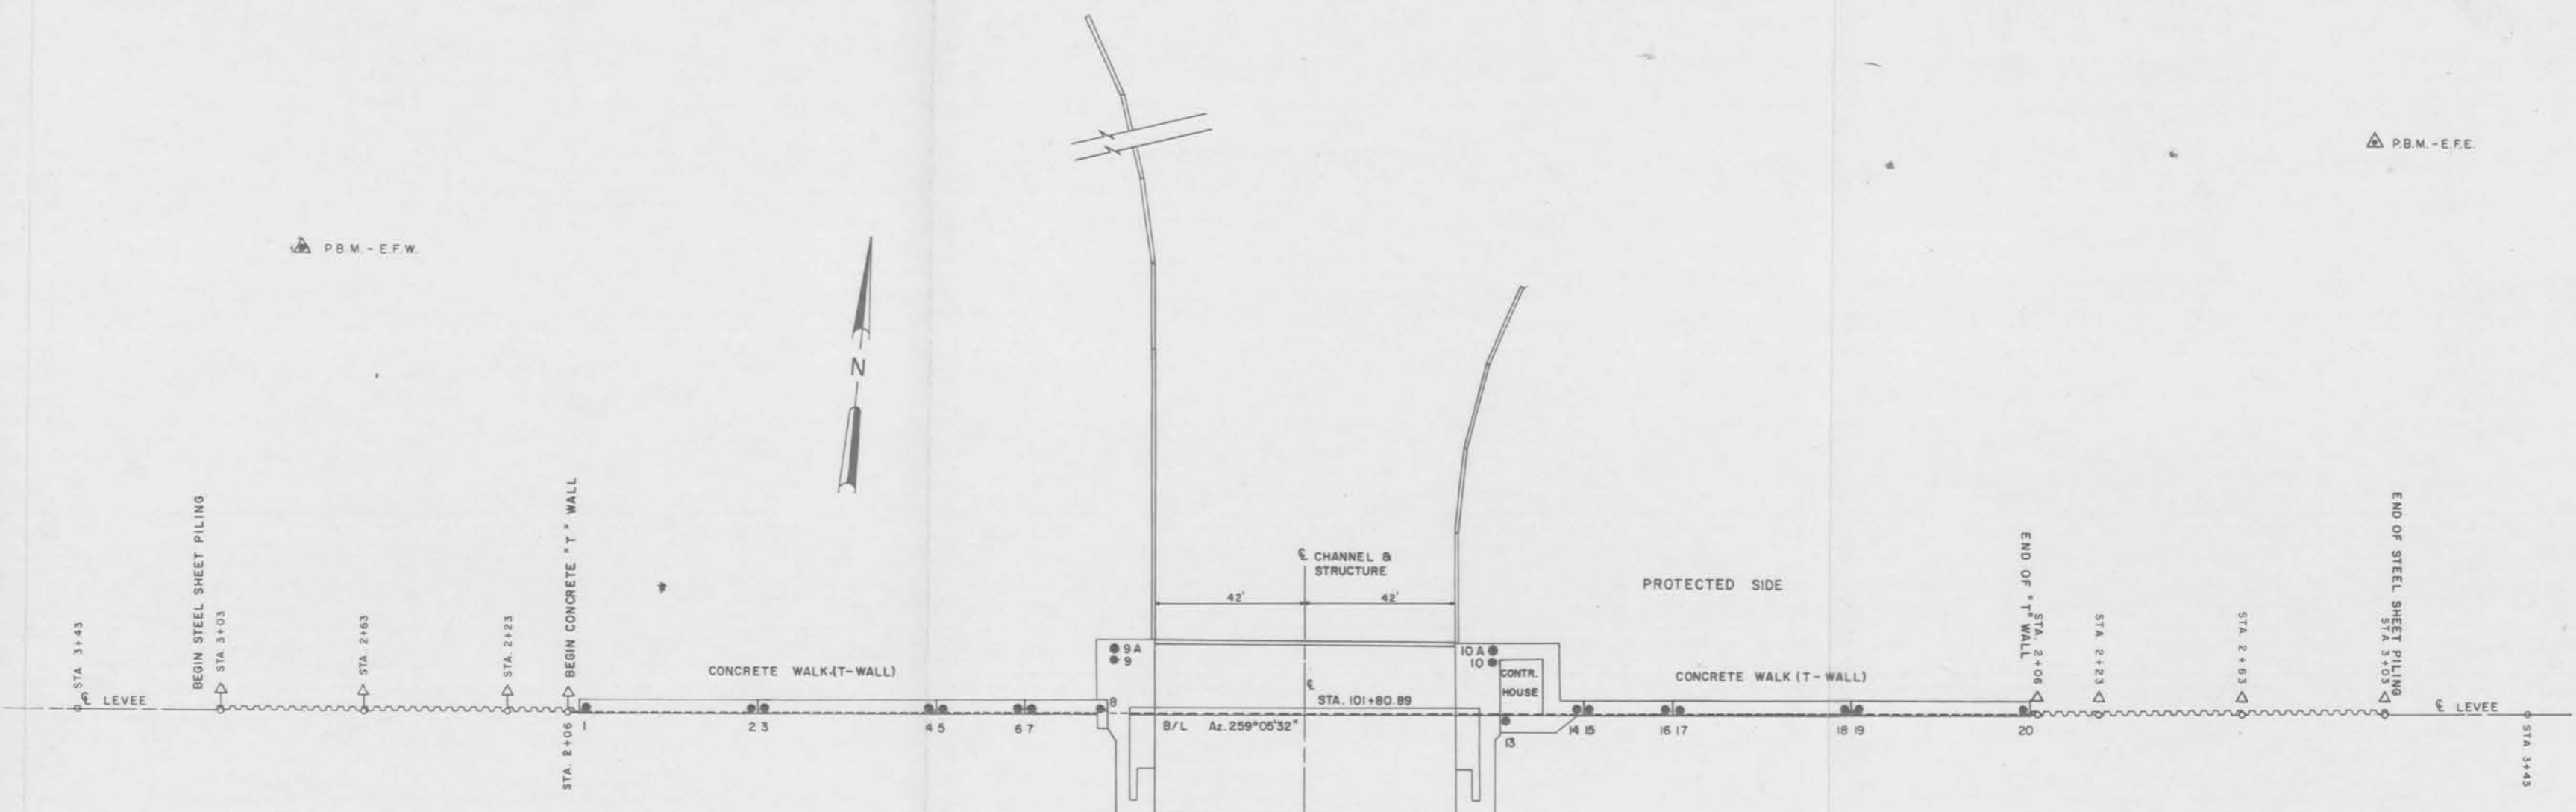 P.B.M.-E.F.E.
P.B.M.-E.F.W.
N
℄ CHANNEL &
STRUCTURE
42'
42'
PROTECTED SIDE
STA 3+43
BEGIN STEEL SHEET PILING
STA. 3+03
STA. 2+63
STA. 2+23
BEGIN CONCRETE "T" WALL
STA. 2+06
℄ LEVEE
CONCRETE WALK(T-WALL)
9A
9
10A
10
CONTR.
HOUSE
CONCRETE WALK (T-WALL)
END OF "T" WALL
STA. 2+06
STA. 2+23
STA. 2+63
END OF STEEL SHEET PILING
STA. 3+03
℄ LEVEE
STA. 3+43
℄
STA. 101+80.89
B/L Az. 259°05'32"
1
2 3
4 5
6 7
8
13
14 15
16 17
18 19
20